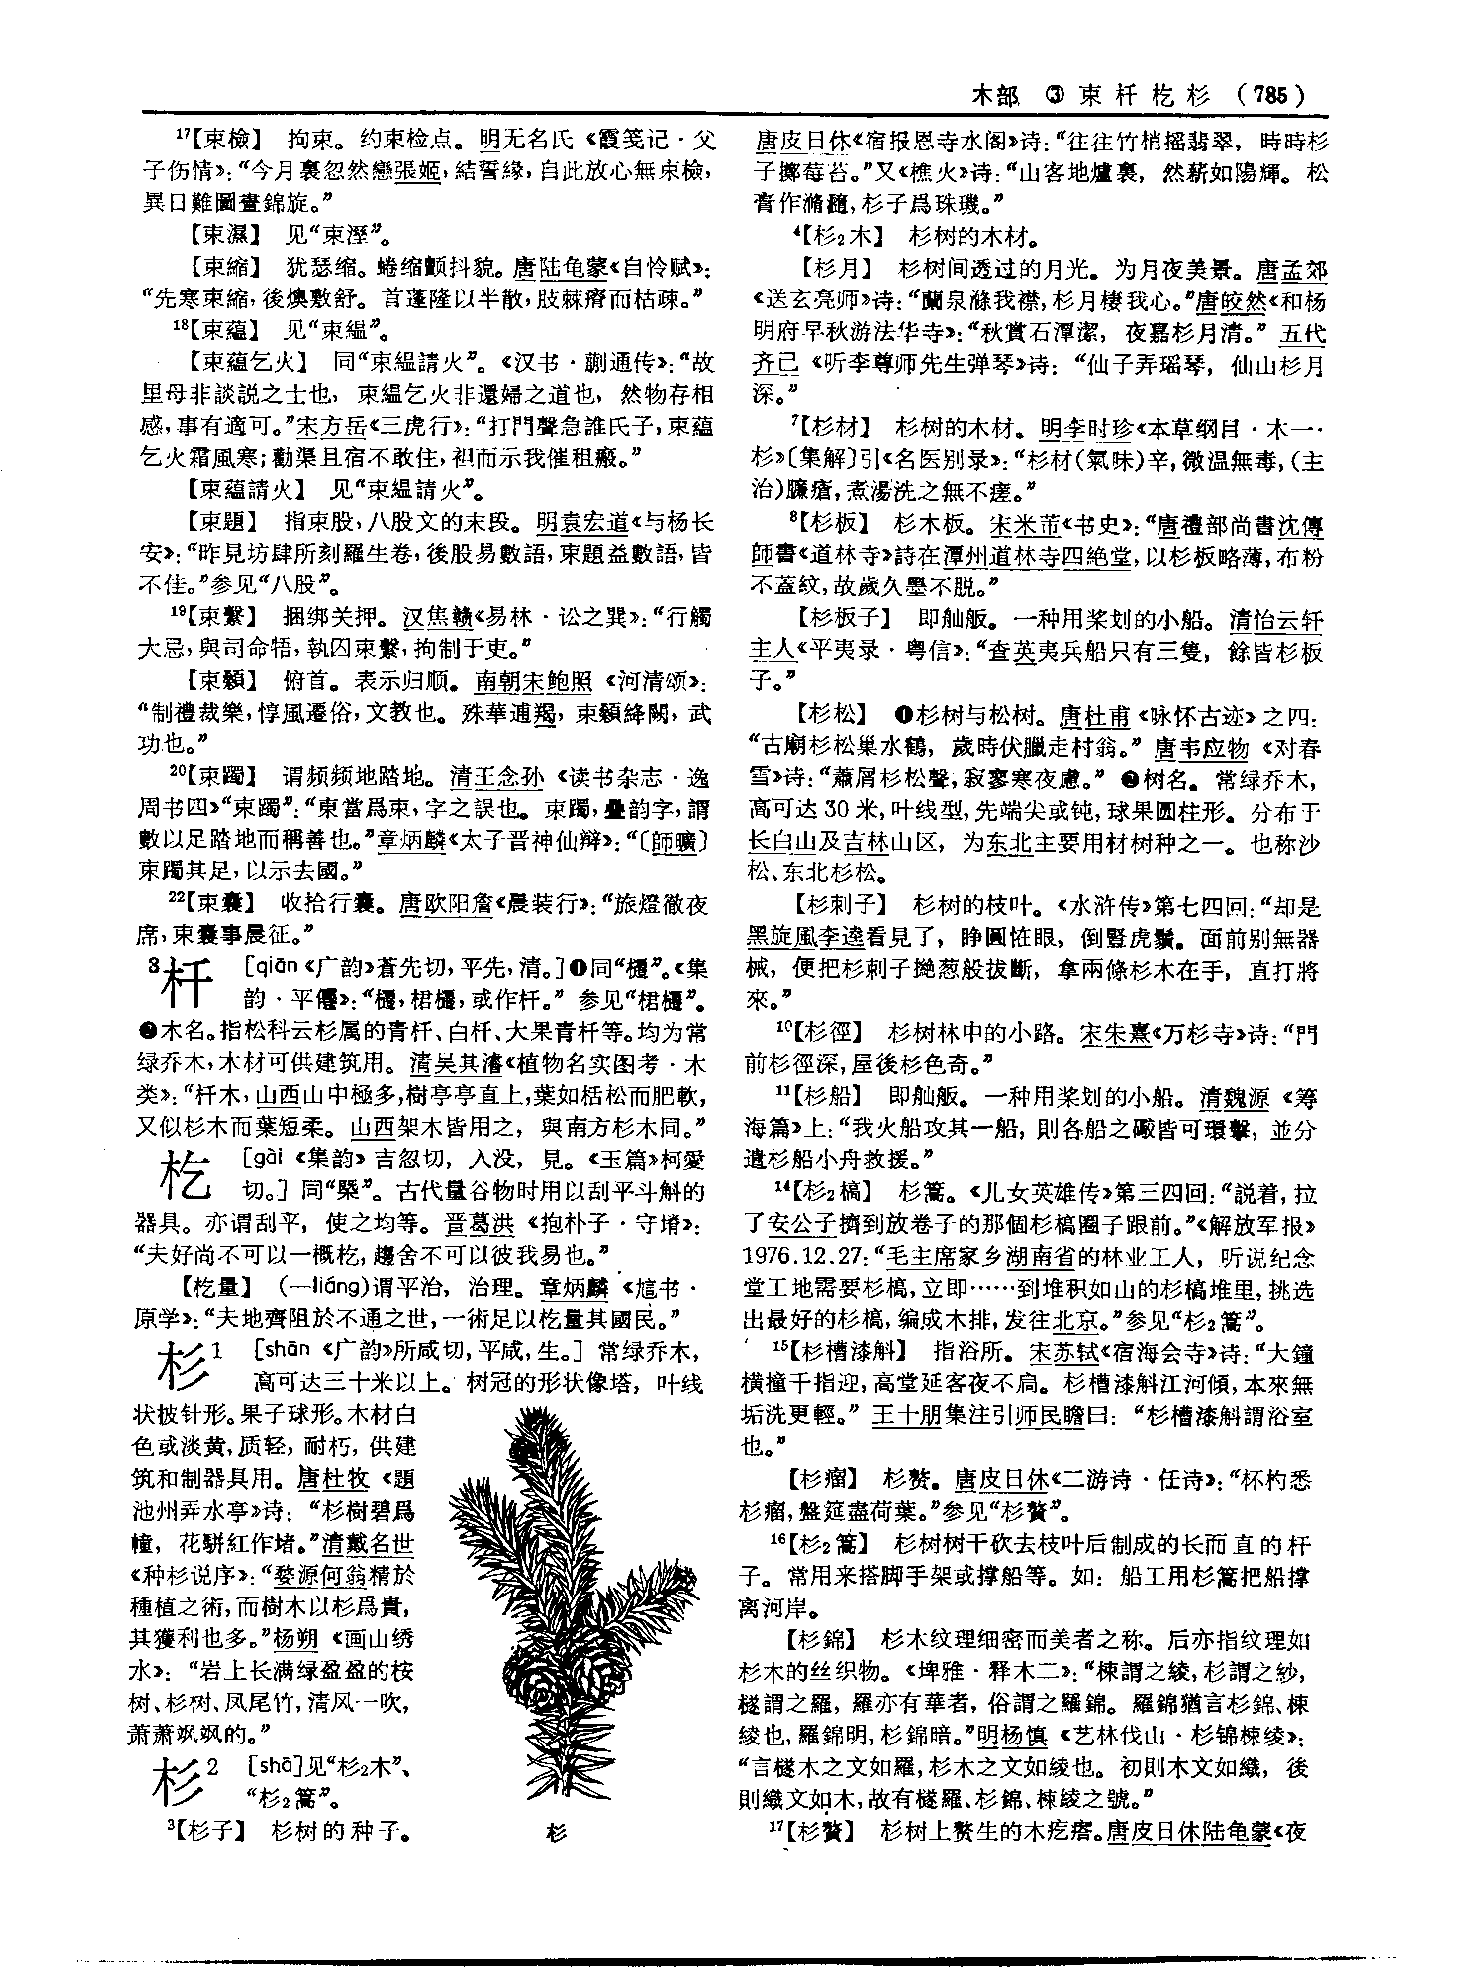 木部 ③ 束杄杚杉 (785)
17【束檢】 拘束。约束检点。明无名氏《霞笺记·父
子伤情》:“今月裏忽然戀張姬,結誓緣,自此放心無束檢,
異日難圖晝錦旋。”
【束濕】 见“束溼”。
【束縮】 犹瑟缩。蜷缩颤抖貌。唐陆龟蒙《自怜赋》:
“先寒束縮,後燠敷舒。首蓬隆以半散,肢棘瘠而枯疎。”
18【束蘊】 见“束緼”。
【束蘊乞火】 同“束緼請火”。《汉书·蒯通传》:“故
里母非談説之士也, 束緼乞火非還婦之道也, 然物存相
感,事有適可。”宋方岳《三虎行》:“打門聲急誰氏子,束蘊
乞火霜風寒;勸渠且宿不敢住,袒而示我催租瘢。”
【束蘊請火】 见“束緼請火”。
【束題】 指束股,八股文的末段。明袁宏道《与杨长
安》:“昨見坊肆所刻羅生卷,後股易數語,束題益數語,皆
不佳。”参见“八股”。
19【束繫】 捆绑关押。汉焦赣《易林·讼之巽》:“行觸
大忌,與司命牾,執囚束繫,拘制于吏。”
【束顙】 俯首。表示归顺。南朝宋鲍照《河清颂》:
“制禮裁樂,惇風遷俗,文教也。殊華逋羯,束顙絳闕,武
功也。”
20【束躅】 谓频频地踏地。清王念孙《读书杂志·逸
周书四》“束躅”:“東當爲束,字之誤也。束躅,疊韵字,謂
數以足踏地而稱善也。”章炳麟《太子晋神仙辩》:“〔師曠〕
束躅其足,以示去國。”
22【束囊】 收拾行囊。唐欧阳詹《晨装行》:“旅燈徹夜
席,束囊事晨征。”
3杄 [qiān《广韵》蒼先切,平先,清。]❶同“櫏”。《集
韵·平僊》:“櫏,桾櫏,或作杄。” 参见“桾櫏”。
❷木名。指松科云杉属的青杄、白杄、大果青杄等。均为常
绿乔木,木材可供建筑用。清吴其濬《植物名实图考·木
类》:“杄木,山西山中極多,樹亭亭直上,葉如栝松而肥軟,
又似杉木而葉短柔。山西架木皆用之, 與南方杉木同。”
杚 [gài《集韵》吉忽切, 入没, 見。《玉篇》柯愛
切。] 同“槩”。古代量谷物时用以刮平斗斛的
器具。亦谓刮平, 使之均等。晋葛洪《抱朴子·守塉》:
“夫好尚不可以一概杚,趨舍不可以彼我易也。”
【杚量】 (一liáng)谓平治, 治理。章炳麟《訄书·
原学》:“夫地齊阻於不通之世,一術足以杚量其國民。”
杉1 [shān《广韵》所咸切,平咸,生。] 常绿乔木,
高可达三十米以上。树冠的形状像塔, 叶线
状披针形。果子球形。木材白
色或淡黄,质轻,耐朽,供建
筑和制器具用。唐杜牧《題
池州弄水亭》诗: “杉樹碧爲
幢, 花駢紅作堵。”清戴名世
《种杉说序》:“婺源何翁精於
種植之術,而樹木以杉爲貴,
其獲利也多。”杨朔《画山绣
水》: “岩上长满绿盈盈的桉
树、杉树、凤尾竹,清风一吹,
萧萧飒飒的。”
杉2 [shā]见“杉2木”、
“杉2篙”。
3【杉子】 杉树的种子。
杉
唐皮日休《宿报恩寺水阁》诗:“往往竹梢摇翡翠, 時時杉
子擲莓苔。”又《樵火》诗:“山客地爐裏, 然薪如陽輝。松
膏作滫瀡,杉子爲珠璣。”
4【杉2木】 杉树的木材。
【杉月】 杉树间透过的月光。为月夜美景。唐孟郊
《送玄亮师》诗:“蘭泉滌我襟,杉月棲我心。”唐皎然《和杨
明府早秋游法华寺》:“秋賞石潭潔, 夜嘉杉月清。” 五代
齐己《听李尊师先生弹琴》诗: “仙子弄瑶琴, 仙山杉月
深。”
7【杉材】 杉树的木材。明李时珍《本草纲目·木一·
杉》〔集解〕引《名医别录》:“杉材(氣味)辛,微温無毒,(主
治)臁瘡,煮湯洗之無不瘥。”
8【杉板】 杉木板。宋米芾《书史》:“唐禮部尚書沈傳
師書《道林寺》詩在潭州道林寺四絶堂,以杉板略薄,布粉
不蓋紋,故歲久墨不脱。”
【杉板子】 即舢舨。一种用桨划的小船。清怡云轩
主人《平夷录·粤信》:“查英夷兵船只有三隻, 餘皆杉板
子。”
【杉松】 ❶杉树与松树。唐杜甫《咏怀古迹》之四:
“古廟杉松巢水鶴, 歲時伏臘走村翁。” 唐韦应物《对春
雪》诗:“蕭屑杉松聲,寂寥寒夜慮。” ❷树名。常绿乔木,
高可达30米,叶线型,先端尖或钝,球果圆柱形。分布于
长白山及吉林山区, 为东北主要用材树种之一。也称沙
松、东北杉松。
【杉刺子】 杉树的枝叶。《水浒传》第七四回:“却是
黑旋風李逵看見了, 睁圓怪眼, 倒豎虎鬚。面前别無器
械, 便把杉刺子撧葱般拔斷, 拿兩條杉木在手, 直打將
來。”
10【杉徑】 杉树林中的小路。宋朱熹《万杉寺》诗:“門
前杉徑深,屋後杉色奇。”
11【杉船】 即舢舨。一种用桨划的小船。清魏源《筹
海篇》上:“我火船攻其一船, 則各船之礮皆可環擊, 並分
遣杉船小舟救援。”
14【杉2槁】 杉篙。《儿女英雄传》第三四回:“説着,拉
了安公子擠到放卷子的那個杉槁圈子跟前。”《解放军报》
1976.12.27:“毛主席家乡湖南省的林业工人, 听说纪念
堂工地需要杉槁,立即……到堆积如山的杉槁堆里,挑选
出最好的杉槁,编成木排,发往北京。”参见“杉2篙”。
15【杉槽漆斛】 指浴所。宋苏轼《宿海会寺》诗:“大鐘
横撞千指迎,高堂延客夜不扃。杉槽漆斛江河傾,本來無
垢洗更輕。” 王十朋集注引师民瞻曰: “杉槽漆斛謂浴室
也。”
【杉瘤】 杉赘。唐皮日休《二游诗·任诗》:“杯杓悉
杉瘤,盤筵盡荷葉。”参见“杉贅”。
16【杉2篙】 杉树树干砍去枝叶后制成的长而直的杆
子。常用来搭脚手架或撑船等。如: 船工用杉篙把船撑
离河岸。
【杉錦】 杉木纹理细密而美者之称。后亦指纹理如
杉木的丝织物。《埤雅·释木二》:“楝謂之綾,杉謂之紗,
檖謂之羅, 羅亦有華者, 俗謂之羅錦。羅錦猶言杉錦、楝
綾也,羅錦明,杉錦暗。”明杨慎《艺林伐山·杉锦楝绫》:
“言檖木之文如羅,杉木之文如綾也。初則木文如織, 後
則織文如木,故有檖羅、杉錦、楝綾之號。”
17【杉贅】 杉树上赘生的木疙瘩。唐皮日休陆龟蒙《夜